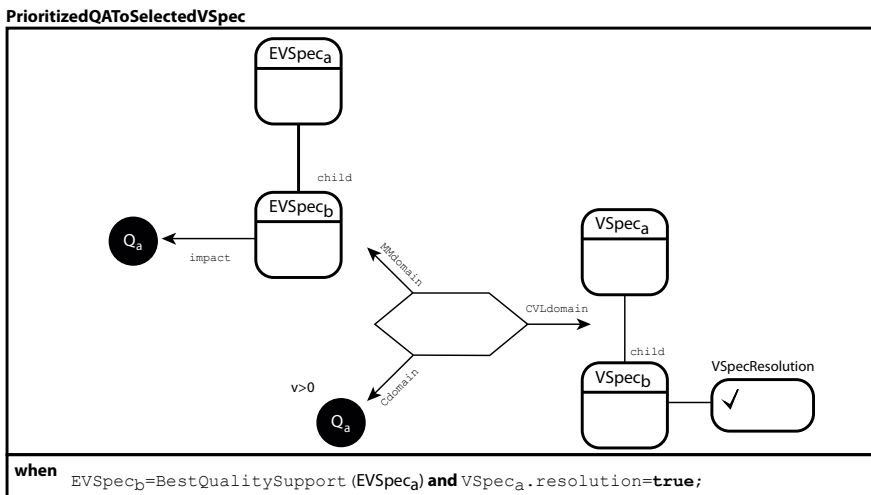 PrioritizedQAToSelectedVSpec
EVSpeca
child
EVSpecb
Qa
impact
MMdomain
VSpeca
CVLdomain
child
VSpecResolution
VSpecb
v>0
Cdomain
Qa
when EVSpecb=BestQualitySupport(EVSpeca) and VSpeca.resolution=true;